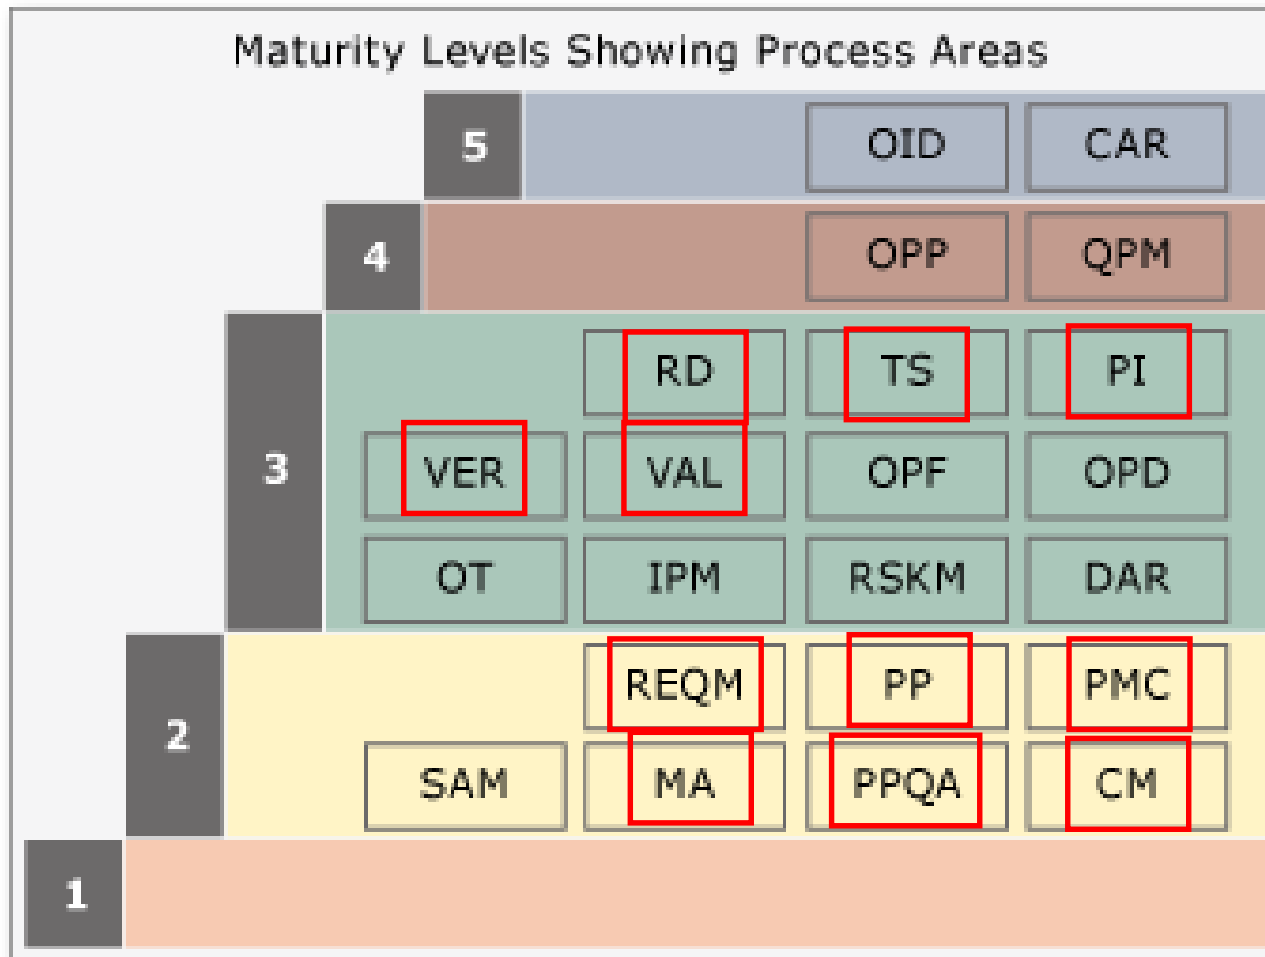 Maturity Levels Showing Process Areas
5 OID CAR
4 OPP QPM
RD TS PI
3 VER VAL OPF OPD
OT IPM RSKM DAR
REQM PP PMC
2
SAM MA PPQA CM
1